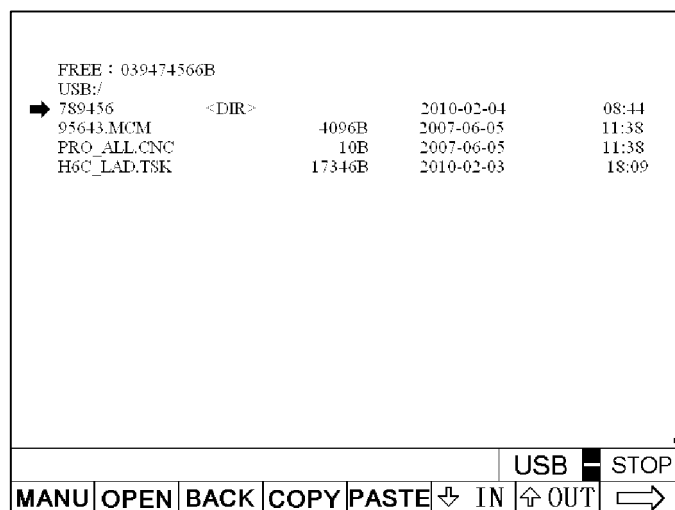 FREE : 039474566B
USB:/
789456 <DIR> 2010-02-04 08:44
95643.MCM 4096B 2007-06-05 11:38
PRO_ALL.CNC 10B 2007-06-05 11:38
H6C_LAD.TSK 17346B 2010-02-03 18:09
USB STOP
MANU OPEN BACK COPY PASTE IN OUT